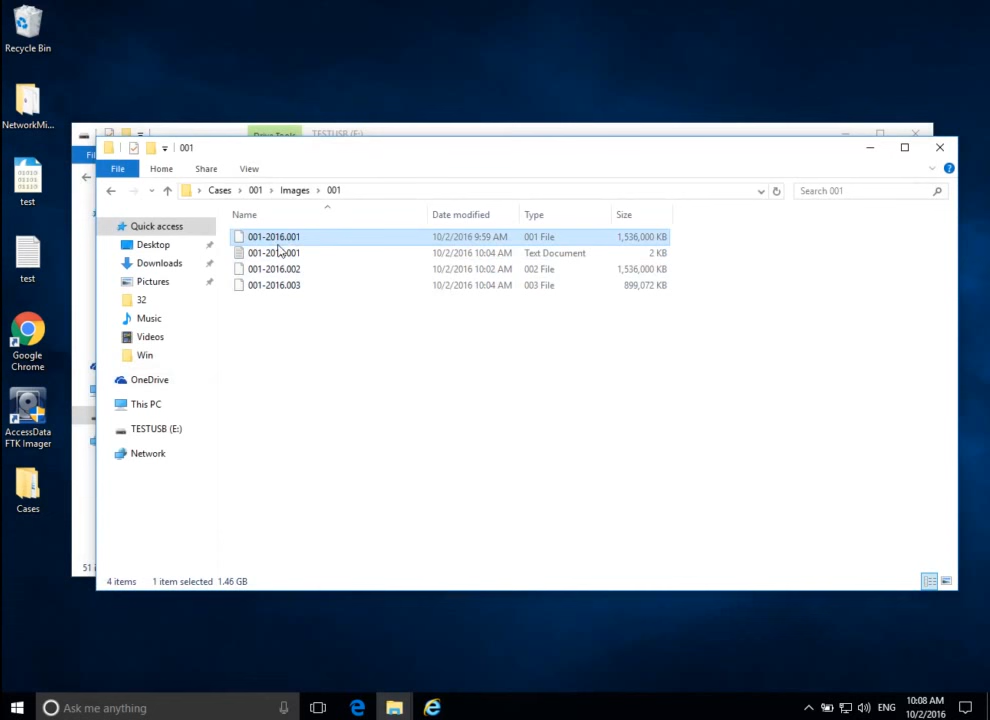 Recycle Bin
NetworkMi...
test
test
Google
Chrome
AccessData
FTK Imager
Cases
Drive Tools TESTUSB (E:)
Fil
51 i
001
File Home Share View
Cases 001 Images 001
Search 001
Name Date modified Type Size
001-2016.001 10/2/2016 9:59 AM 001 File 1,536,000 KB
001-2016.001 10/2/2016 10:04 AM Text Document 2 KB
001-2016.002 10/2/2016 10:02 AM 002 File 1,536,000 KB
001-2016.003 10/2/2016 10:04 AM 003 File 899,072 KB
Quick access
Desktop
Downloads
Pictures
32
Music
Videos
Win
OneDrive
This PC
TESTUSB (E:)
Network
4 items 1 item selected 1.46 GB
Ask me anything
ENG
10:08 AM
10/2/2016